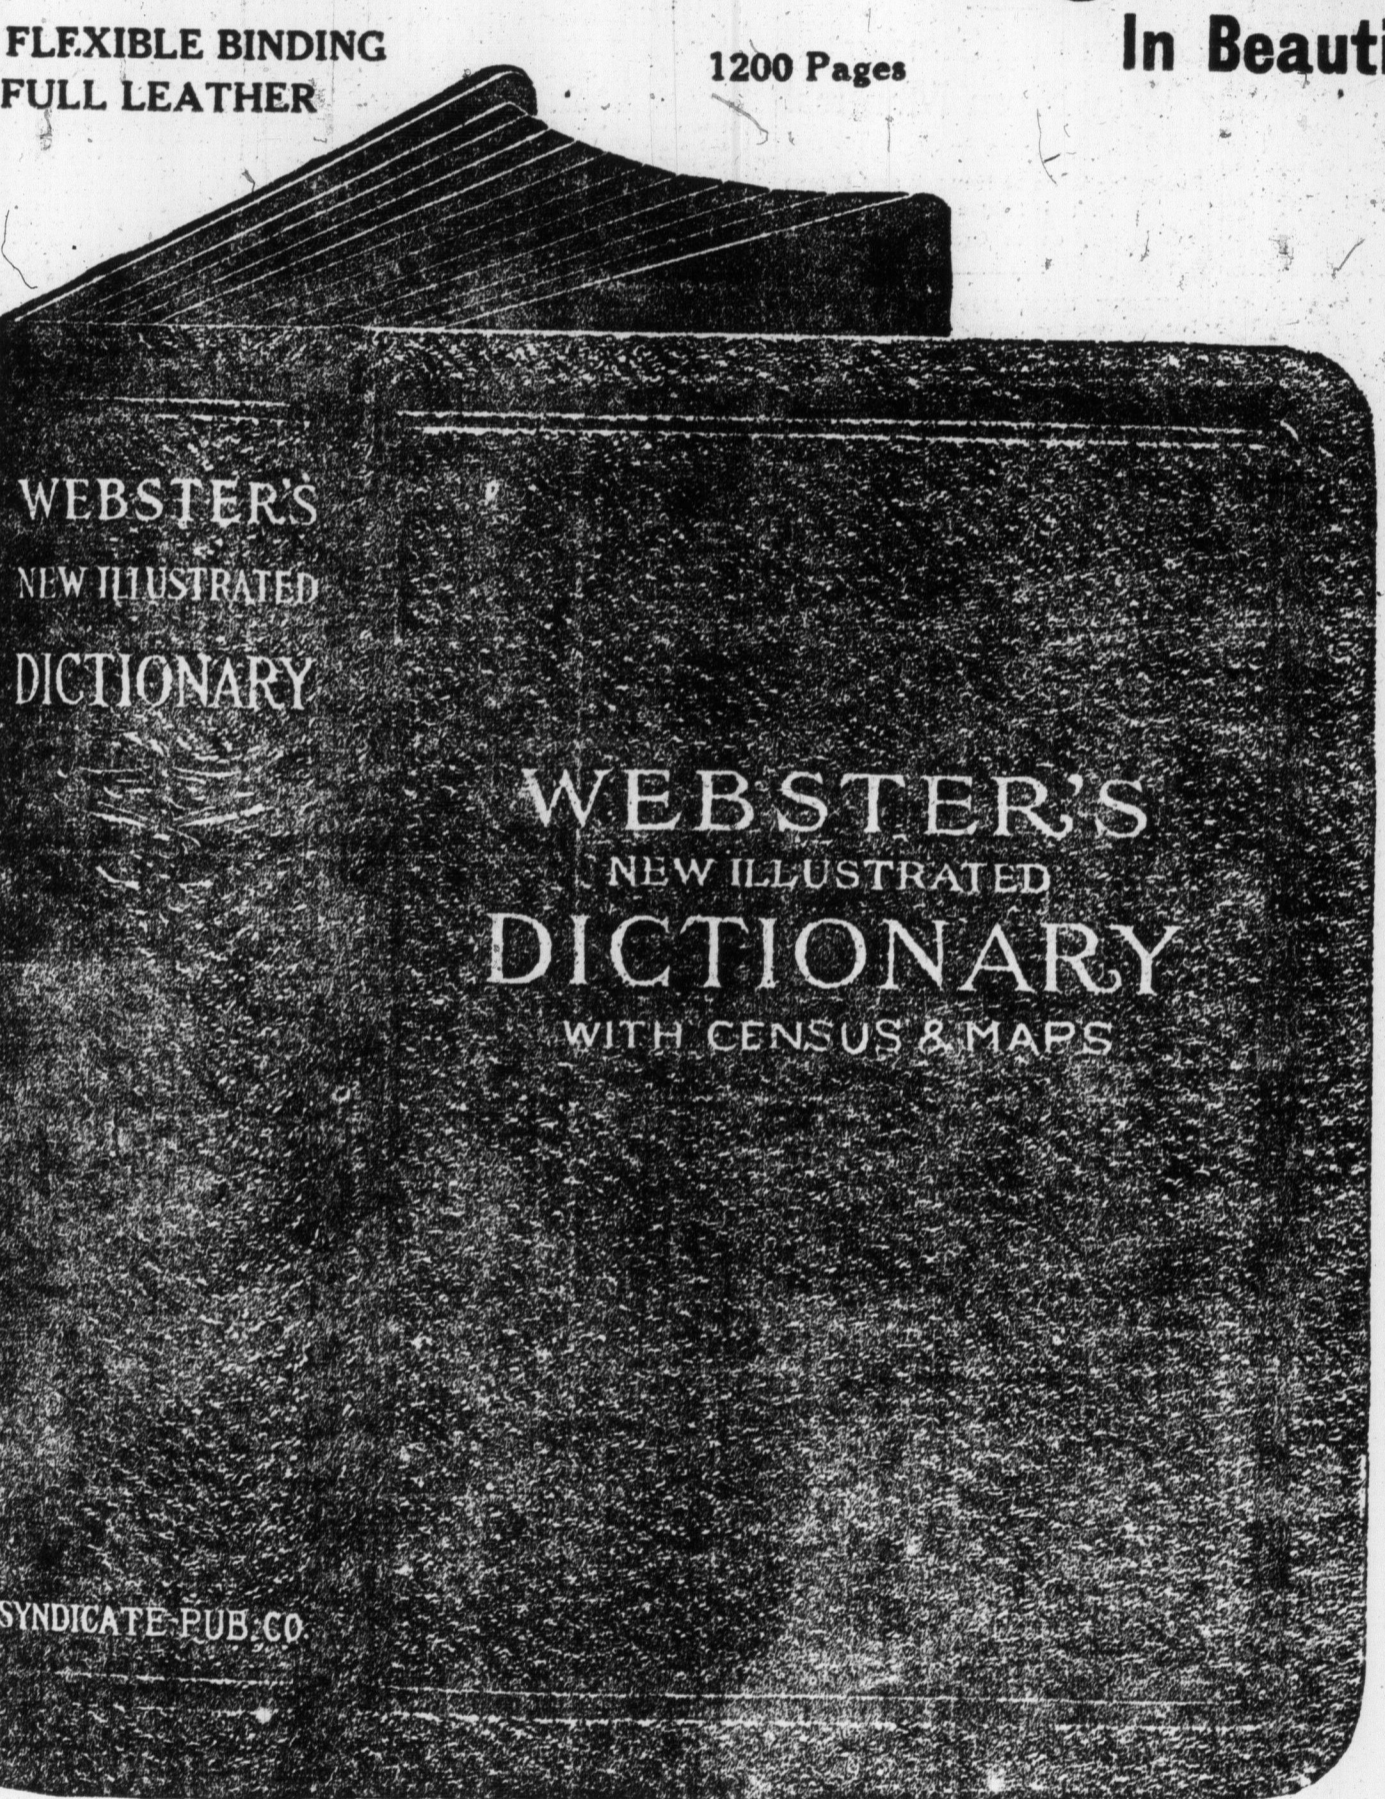 FLEXIBLE BINDING
FULL LEATHER
1200 Pages
In Beauti
WEBSTER'S
NEW ILLUSTRATED
DICTIONARY
WEBSTER'S
NEW ILLUSTRATED
DICTIONARY
WITH CENSUS & MAPS
SYNDICATE-PUB.CO.